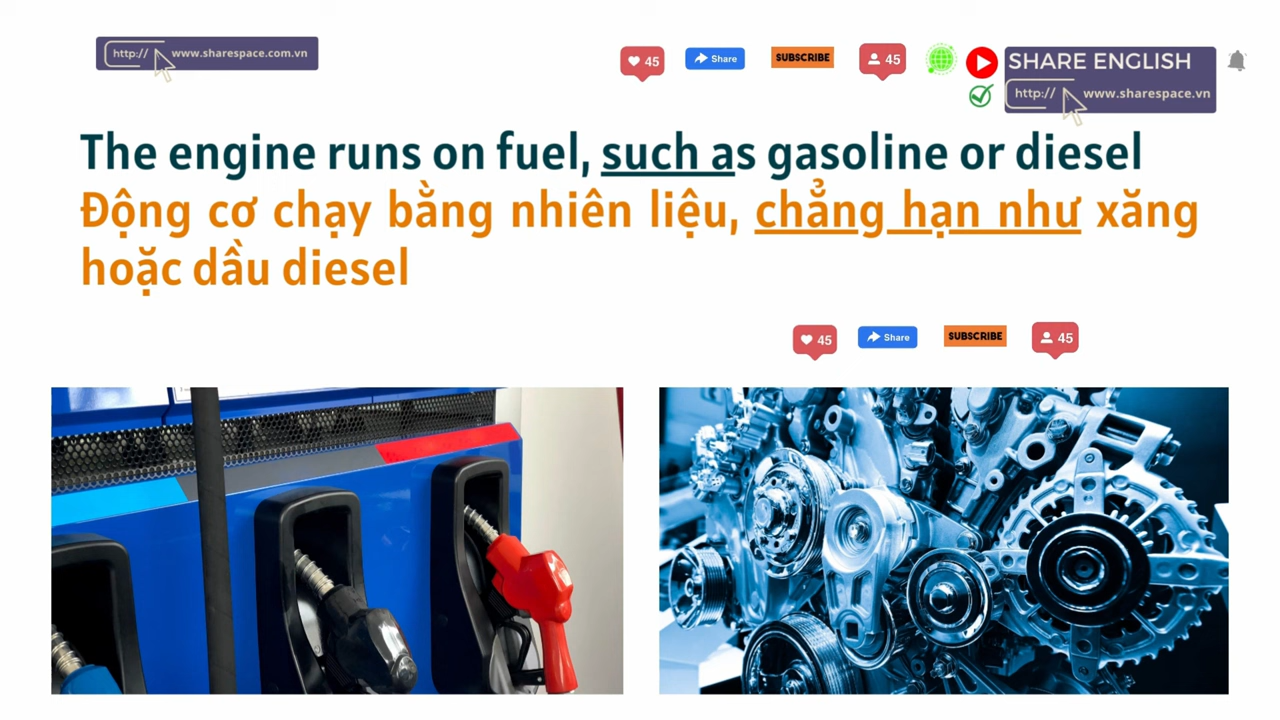 http:// www.sharespace.com.vn
45 Share SUBSCRIBE 45 SHARE ENGLISH
http:// www.sharespace.vn
The engine runs on fuel, such as gasoline or diesel
Động cơ chạy bằng nhiên liệu, chẳng hạn như xăng
hoặc dầu diesel
45 Share SUBSCRIBE 45